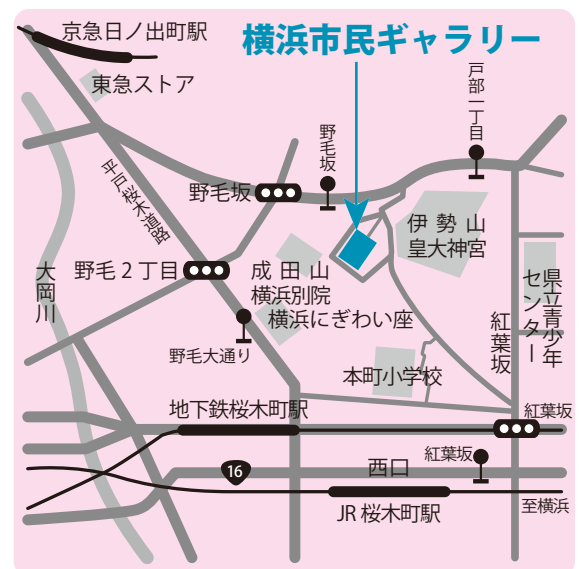 京急日ノ出町駅
横浜市民ギャラリー
東急ストア
戸部一丁目
野毛坂
平戸桜木道路
野毛坂
伊勢山
皇大神宮
大岡川
野毛2丁目
成田山
横浜別院
横浜にぎわい座
県立青少年
センター
紅葉坂
野毛大通り
本町小学校
地下鉄桜木町駅
紅葉坂
16
西口
紅葉坂
至横浜
JR桜木町駅